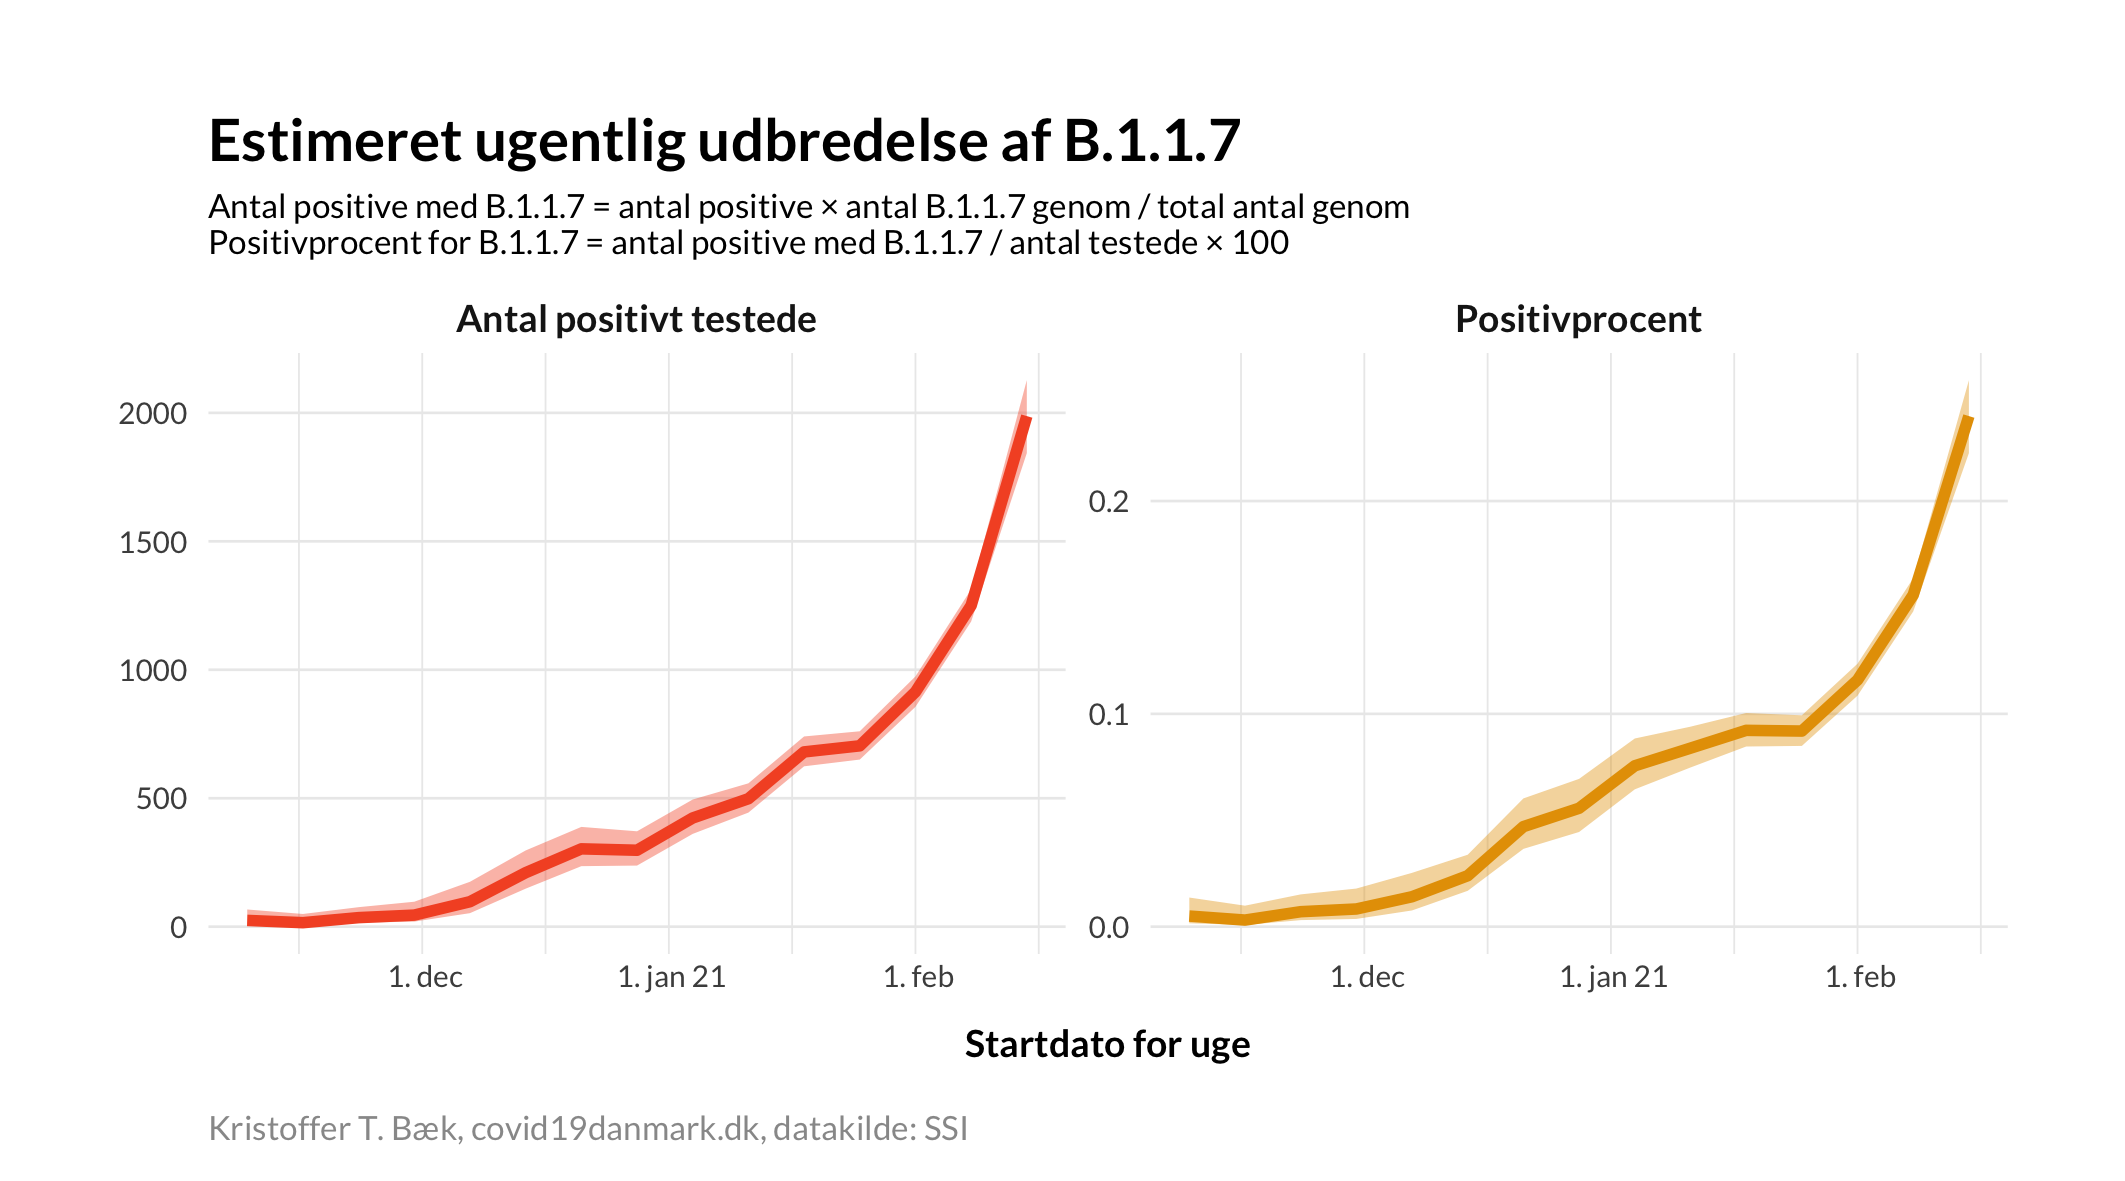 Estimeret ugentlig udbredelse af B.1.1.7
Antal positive med B.1.1.7 = antal positive × antal B.1.1.7 genom / total antal genom
Positivprocent for B.1.1.7 = antal positive med B.1.1.7 / antal testede × 100
Antal positivt testede
2000
1500
1000
500
0
1. dec
1. jan 21
1. feb
Positivprocent
0.2
0.1
0.0
1. dec
1. jan 21
1. feb
Startdato for uge
Kristoffer T. Bæk, covid19danmark.dk, datakilde: SSI